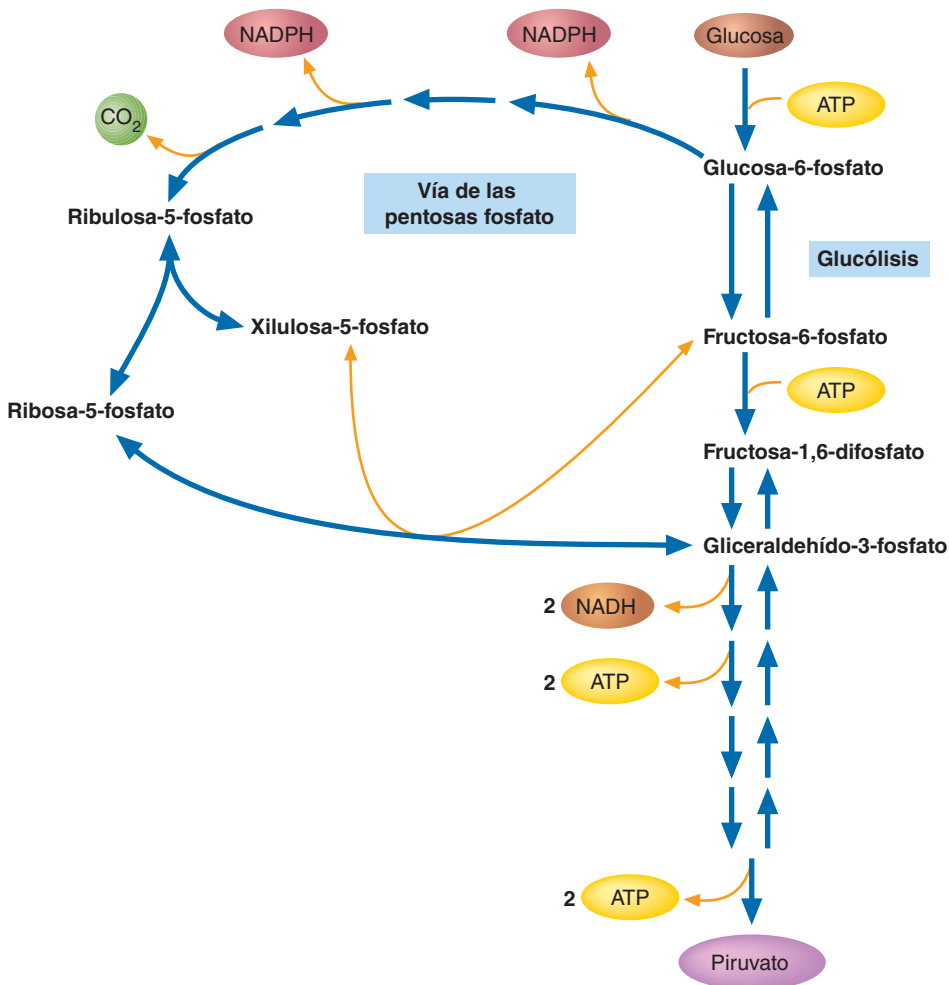 NADPH
NADPH
Glucosa
CO2
ATP
Glucosa-6-fosfato
Vía de las
pentosas fosfato
Ribulosa-5-fosfato
Glucólisis
Xilulosa-5-fosfato
Fructosa-6-fosfato
ATP
Ribosa-5-fosfato
Fructosa-1,6-difosfato
Gliceraldehído-3-fosfato
2 NADH
2 ATP
2 ATP
Piruvato